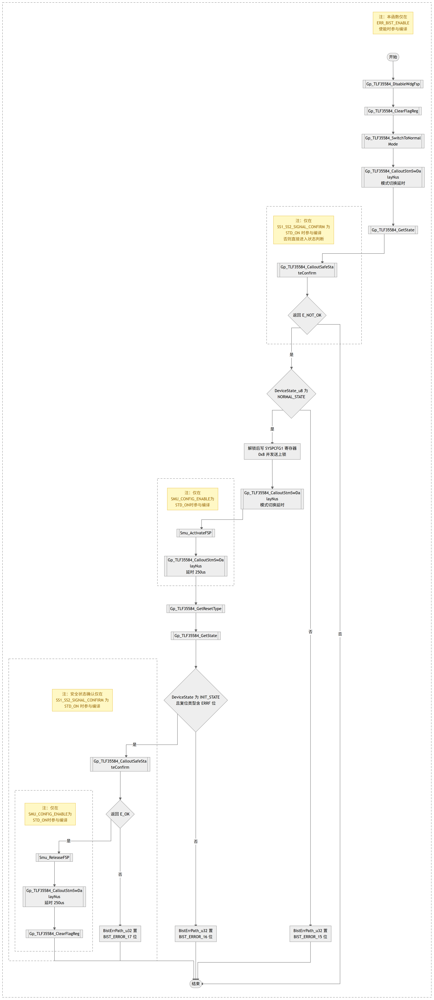 注：本函数仅在
ERR_BIST_ENABLE
使能时参与编译
开始
Gp_TLF35584_DisableWdgFsp
Gp_TLF35584_ClearFlagReg
Gp_TLF35584_SwitchToNormal
Mode
Gp_TLF35584_CalloutStmSwDa
layNus
模式切换延时
Gp_TLF35584_GetState
注：仅在
SS1_SS2_SIGNAL_CONFIRM 为
STD_ON 时参与编译
否则直接进入状态判断
Gp_TLF35584_CalloutSafeSta
teConfirm
返回 E_NOT_OK
是
DeviceState_u8 为
NORMAL_STATE
是
解锁后写 SYSPCFG1 寄存器
0x8 并发送上锁
Gp_TLF35584_CalloutStmSwDa
layNus
模式切换延时
注：仅在
SMU_CONFIG_ENABLE为
STD_ON时参与编译
Smu_ActivateFSP
Gp_TLF35584_CalloutStmSwDa
layNus
延时 250us
Gp_TLF35584_GetResetType
Gp_TLF35584_GetState
否
否
DeviceState 为 INIT_STATE
且复位类型含 ERRF 位
注：安全状态确认仅在
SS1_SS2_SIGNAL_CONFIRM 为
STD_ON 时参与编译
是
Gp_TLF35584_CalloutSafeSta
teConfirm
返回 E_OK
注：仅在
SMU_CONFIG_ENABLE为
STD_ON时参与编译
是
否
Smu_ReleaseFSP
否
Gp_TLF35584_CalloutStmSwDa
layNus
延时 250us
Gp_TLF35584_ClearFlagReg
BistErrPath_u32 置
BIST_ERROR_17 位
BistErrPath_u32 置
BIST_ERROR_16 位
BistErrPath_u32 置
BIST_ERROR_15 位
结束